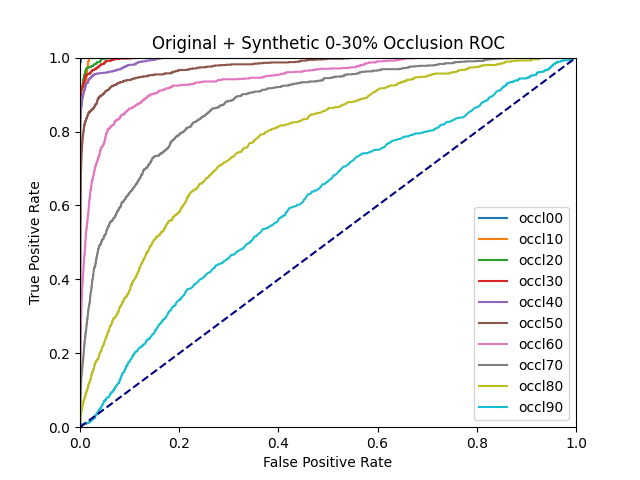 Original + Synthetic 0-30% Occlusion ROC
True Positive Rate
1.0
0.8
0.6
0.4
0.2
0.0
occl00
occl10
occl20
occl30
occl40
occl50
occl60
occl70
occl80
occl90
0.0 0.2 0.4 0.6 0.8 1.0
False Positive Rate